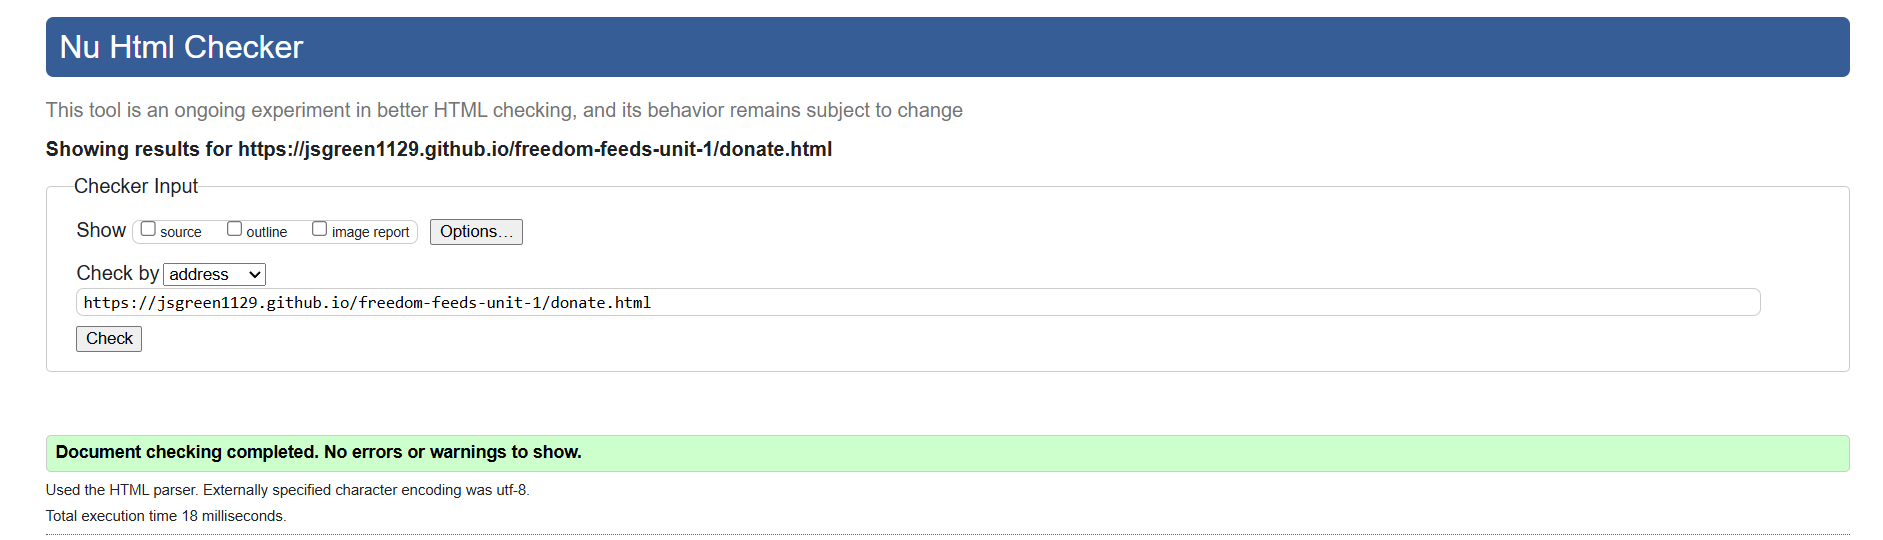 Nu Html Checker
This tool is an ongoing experiment in better HTML checking, and its behavior remains subject to change
Showing results for https://jsgreen1129.github.io/freedom-feeds-unit-1/donate.html
Checker Input
Show source outline image report Options...
Check by address
https://jsgreen1129.github.io/freedom-feeds-unit-1/donate.html
Check
Document checking completed. No errors or warnings to show.
Used the HTML parser. Externally specified character encoding was utf-8.
Total execution time 18 milliseconds.